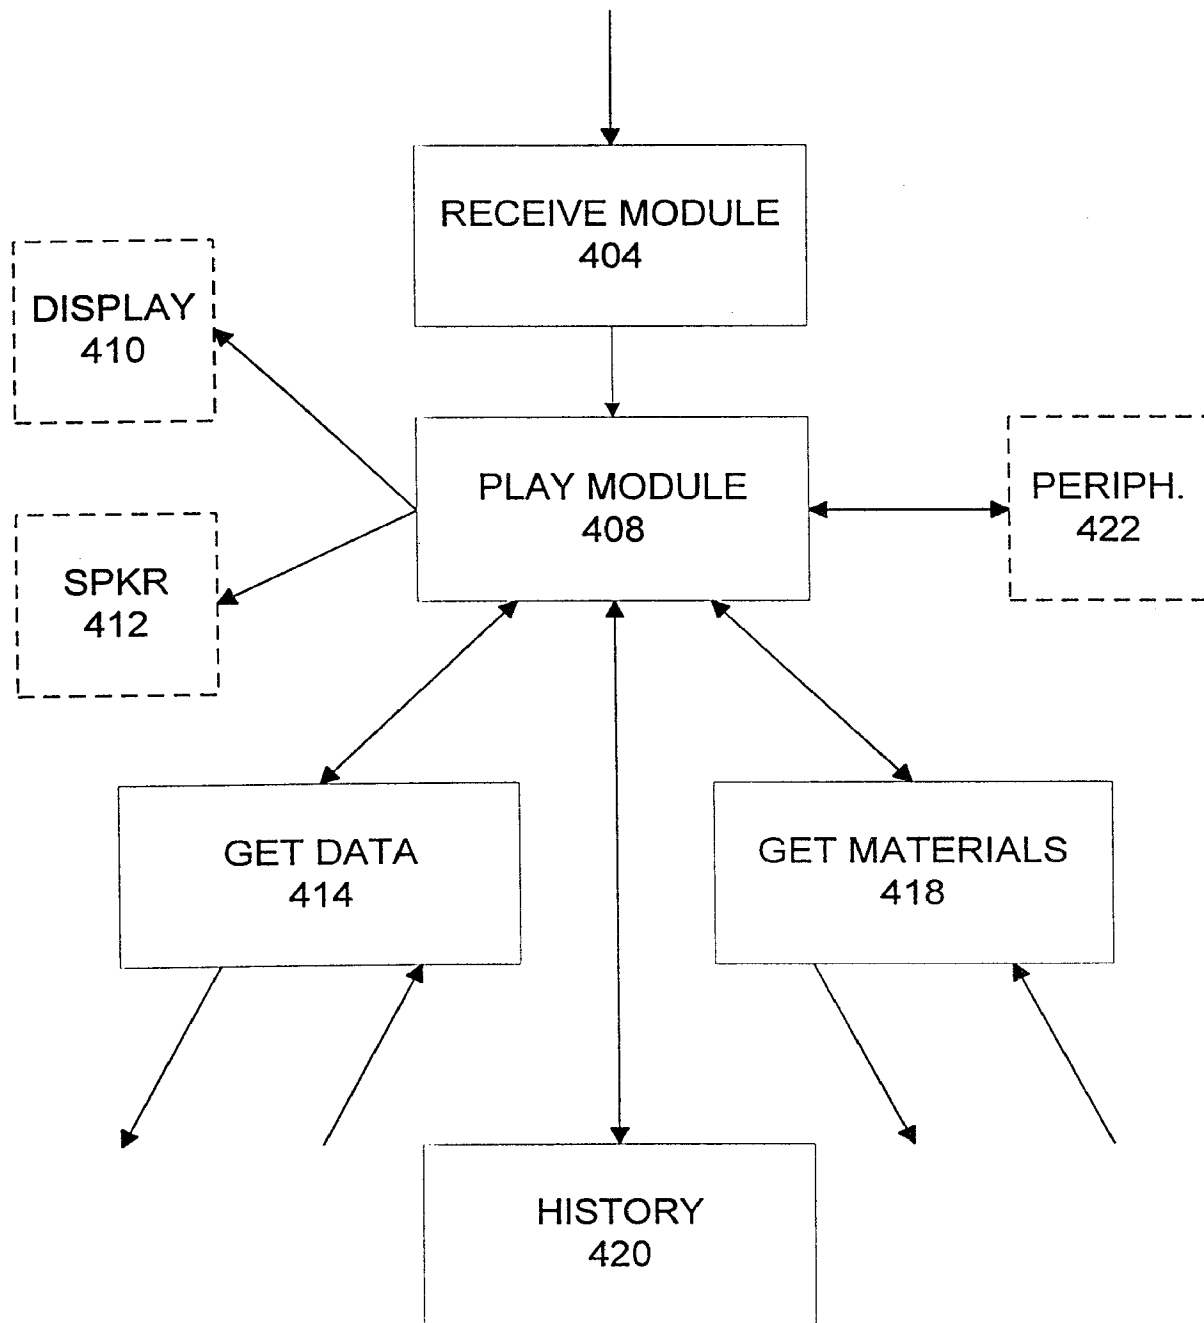 RECEIVE MODULE
404
DISPLAY
410
PLAY MODULE
408
PERIPH.
422
SPKR
412
GET DATA
414
GET MATERIALS
418
HISTORY
420